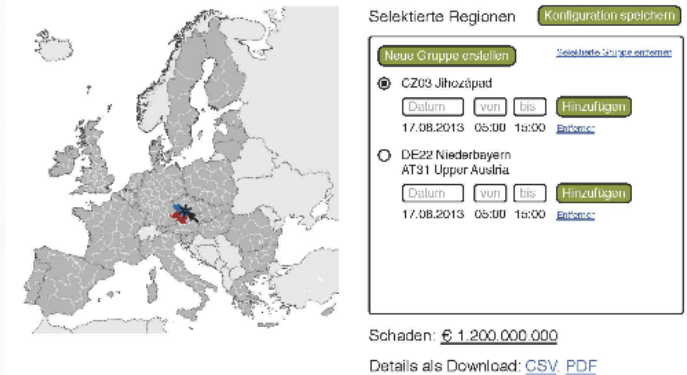 Selektierte Regionen
Konfiguration speichern
Neue Gruppe erstellen
Selektierte Gruppe entfernen
CZ03 Jihozápad
Datum
von
bis
Hinzufügen
17.08.2013 05:00 15:00 Entfernen
DE22 Niederbayern
AT31 Upper Austria
Datum
von
bis
Hinzufügen
17.08.2013 05:00 15:00 Entfernen
Schaden: € 1.200.000.000
Details als Download: CSV, PDF